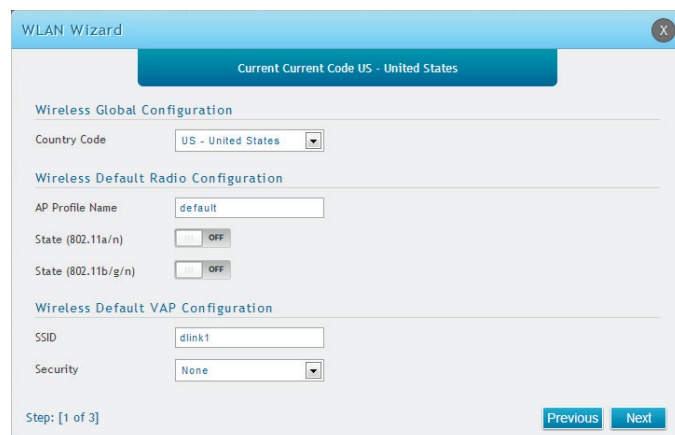 WLAN Wizard
X
Current Current Code US - United States
Wireless Global Configuration
Country Code US - United States
Wireless Default Radio Configuration
AP Profile Name default
State (802.11a/n) OFF
State (802.11b/g/n) OFF
Wireless Default VAP Configuration
SSID dlink1
Security None
Step: [1 of 3] Previous Next